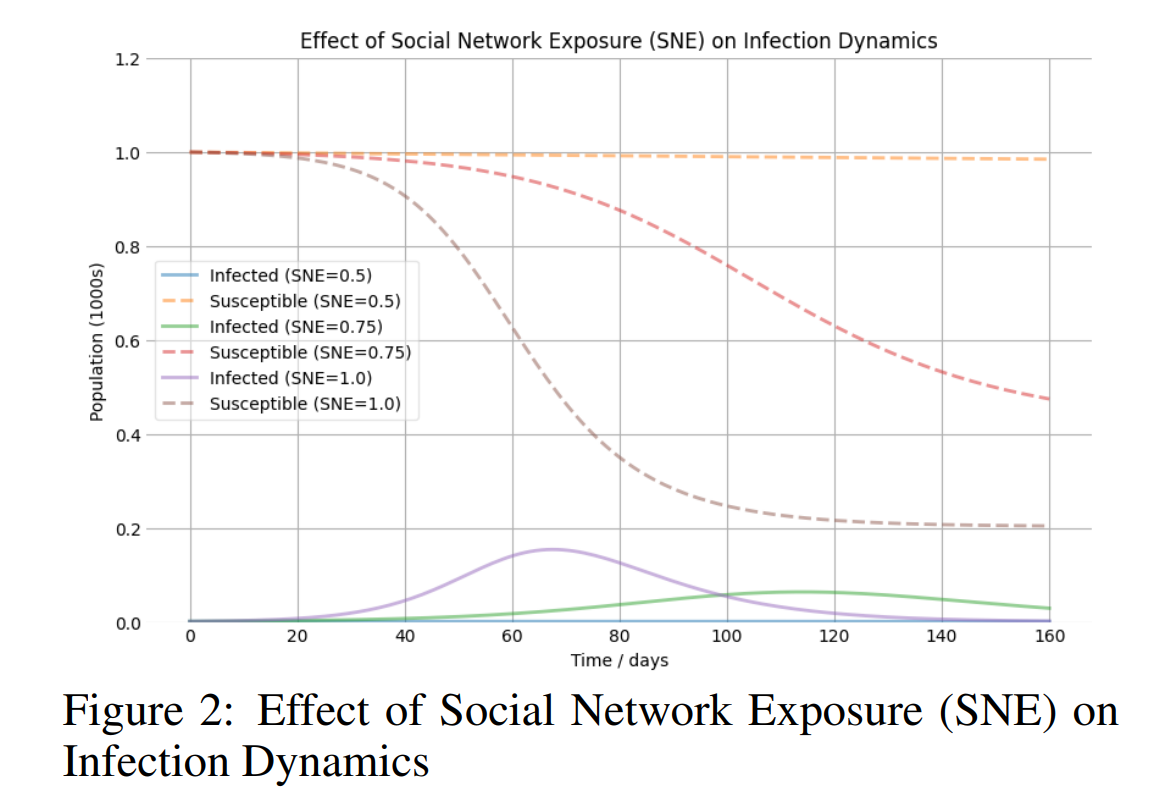 Effect of Social Network Exposure (SNE) on Infection Dynamics
1.2
1.0
0.8
0.6
0.4
0.2
0.0
Population (1000s)
Infected (SNE=0.5)
Susceptible (SNE=0.5)
Infected (SNE=0.75)
Susceptible (SNE=0.75)
Infected (SNE=1.0)
Susceptible (SNE=1.0)
0 20 40 60 80 100 120 140 160
Time / days
Figure 2: Effect of Social Network Exposure (SNE) on
Infection Dynamics